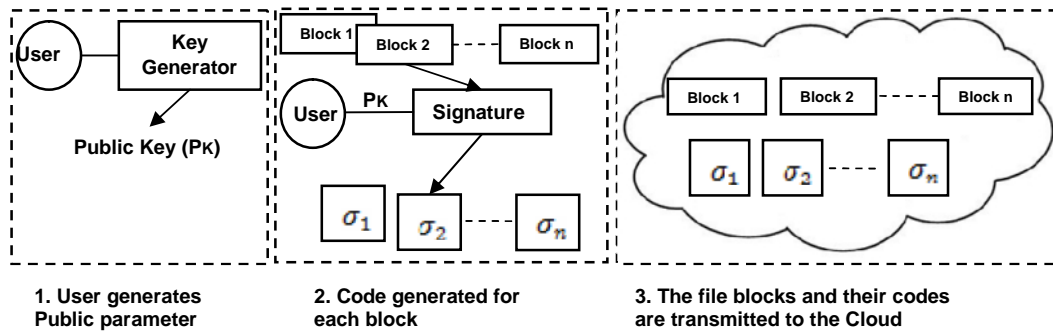 User
Key
Generator
Public Key (PK)
Block 1
Block 2
Block n
User
PK
Signature
σ1
σ2
σn
Block 1
Block 2
Block n
σ1
σ2
σn
1. User generates
Public parameter
2. Code generated for
each block
3. The file blocks and their codes
are transmitted to the Cloud